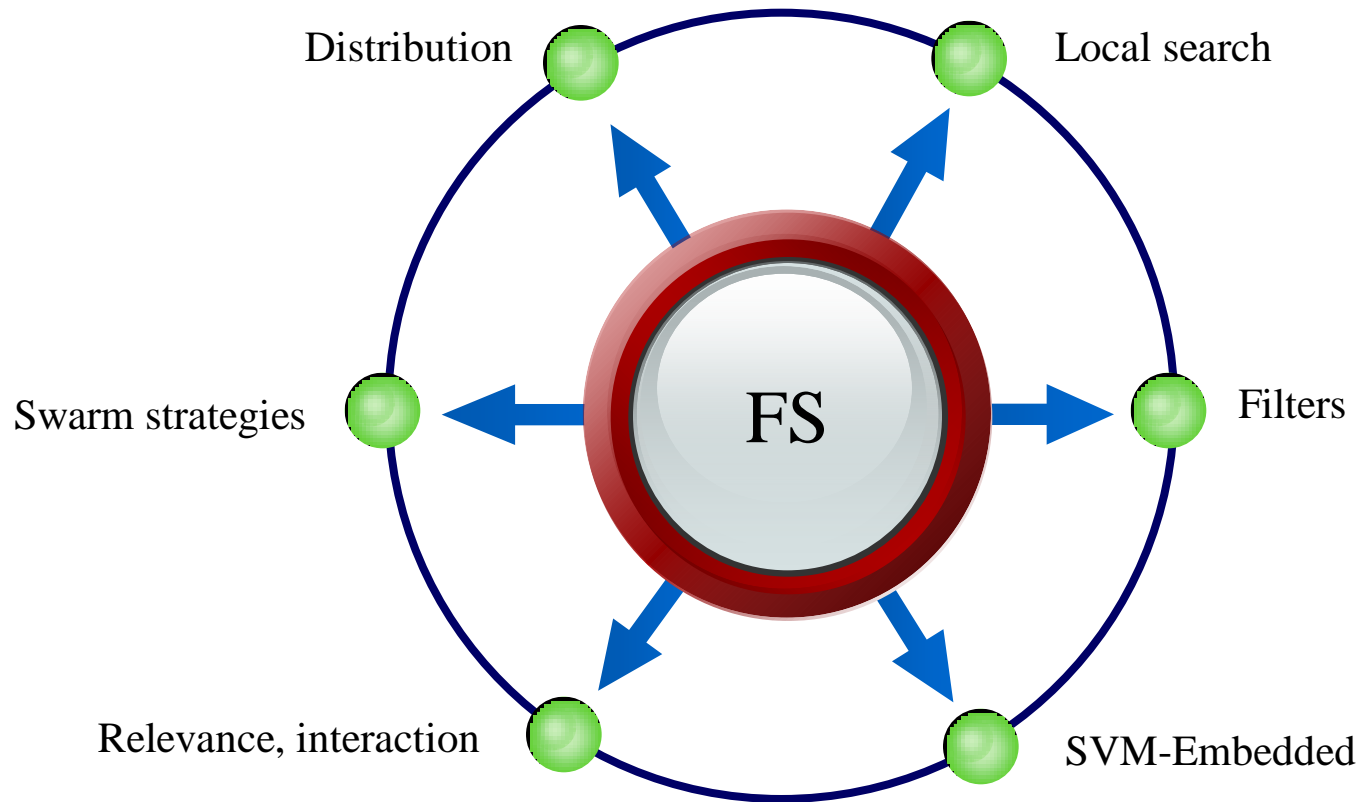 Distribution
Local search
Swarm strategies
FS
Filters
Relevance, interaction
SVM-Embedded